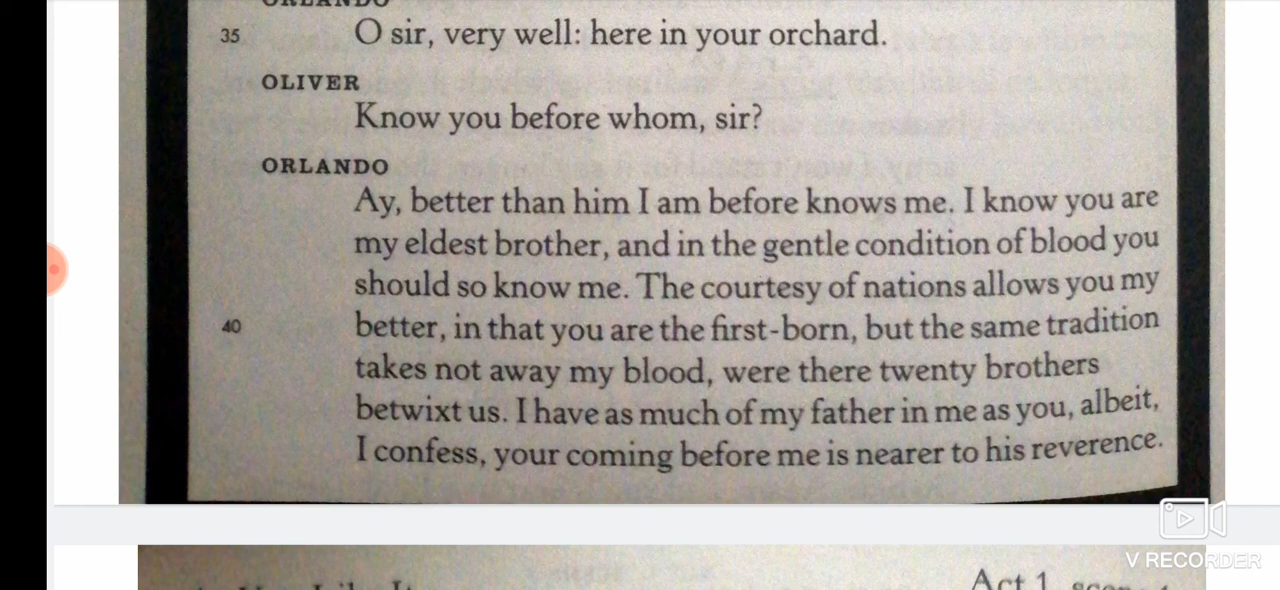 ORLANDO
35 O sir, very well: here in your orchard.
OLIVER
Know you before whom, sir?
ORLANDO
Ay, better than him I am before knows me. I know you are
my eldest brother, and in the gentle condition of blood you
should so know me. The courtesy of nations allows you my
40 better, in that you are the first-born, but the same tradition
takes not away my blood, were there twenty brothers
betwixt us. I have as much of my father in me as you, albeit,
I confess, your coming before me is nearer to his reverence.
V RECORDER
Act 1